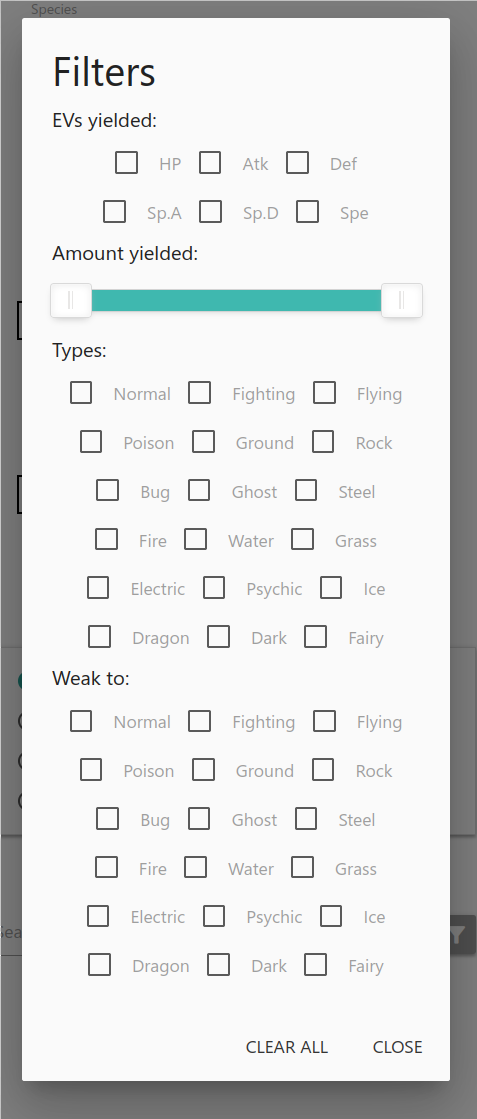 Species
Filters
EVs yielded:
HP Atk Def
Sp.A Sp.D Spe
Amount yielded:
Types:
Normal Fighting Flying
Poison Ground Rock
Bug Ghost Steel
Fire Water Grass
Electric Psychic Ice
Dragon Dark Fairy
Weak to:
Normal Fighting Flying
Poison Ground Rock
Bug Ghost Steel
Fire Water Grass
Electric Psychic Ice
Dragon Dark Fairy
CLEAR ALL CLOSE